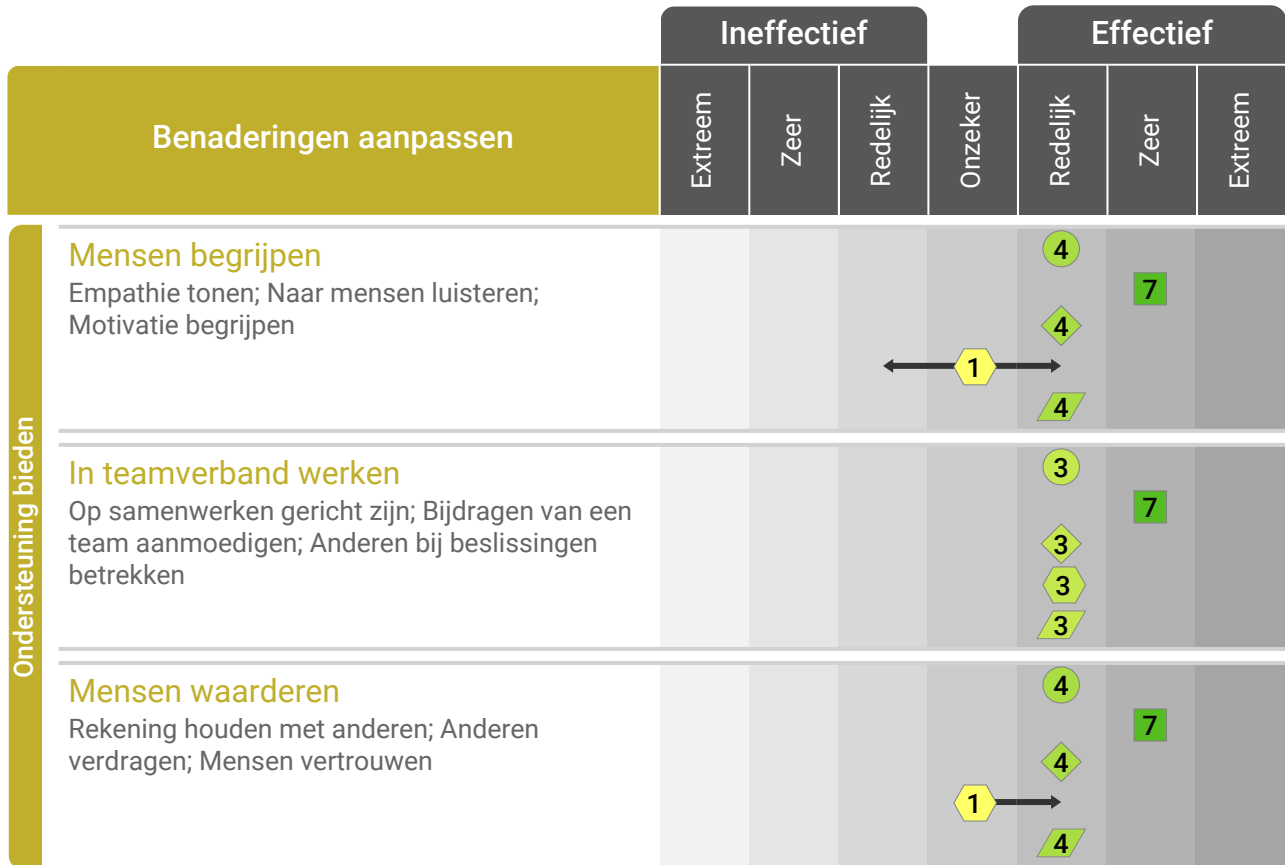 Ineffectief
Effectief
Benaderingen aanpassen
Extreem
Zeer
Redelijk
Onzeker
Redelijk
Zeer
Extreem
Ondersteuning bieden
Mensen begrijpen
Empathie tonen; Naar mensen luisteren;
Motivatie begrijpen
4
7
4
1
4
In teamverband werken
Op samenwerken gericht zijn; Bijdragen van een
team aanmoedigen; Anderen bij beslissingen
betrekken
3
7
3
3
3
Mensen waarderen
Rekening houden met anderen; Anderen
verdragen; Mensen vertrouwen
4
7
4
1
4